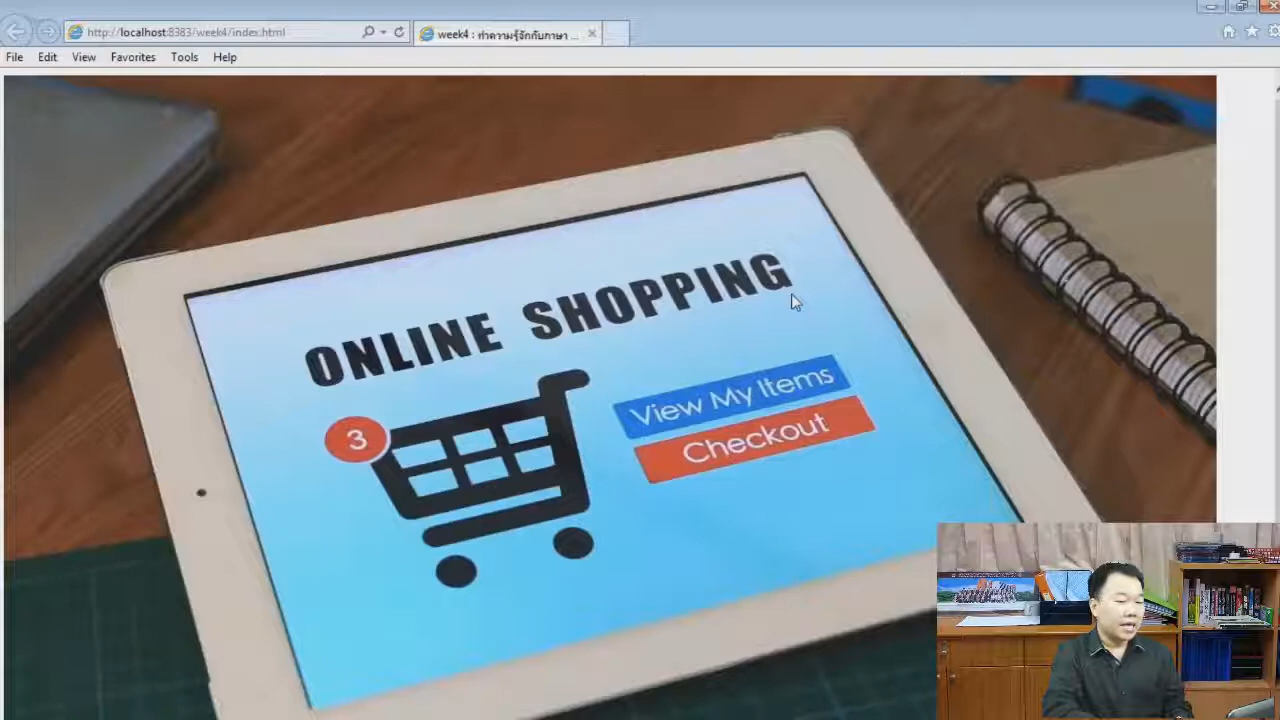 http://localhost:8383/week4/index.html
week4 : ทำความรู้จักกับภาษา ...
File Edit View Favorites Tools Help
ONLINE SHOPPING
3
View My Items
Checkout